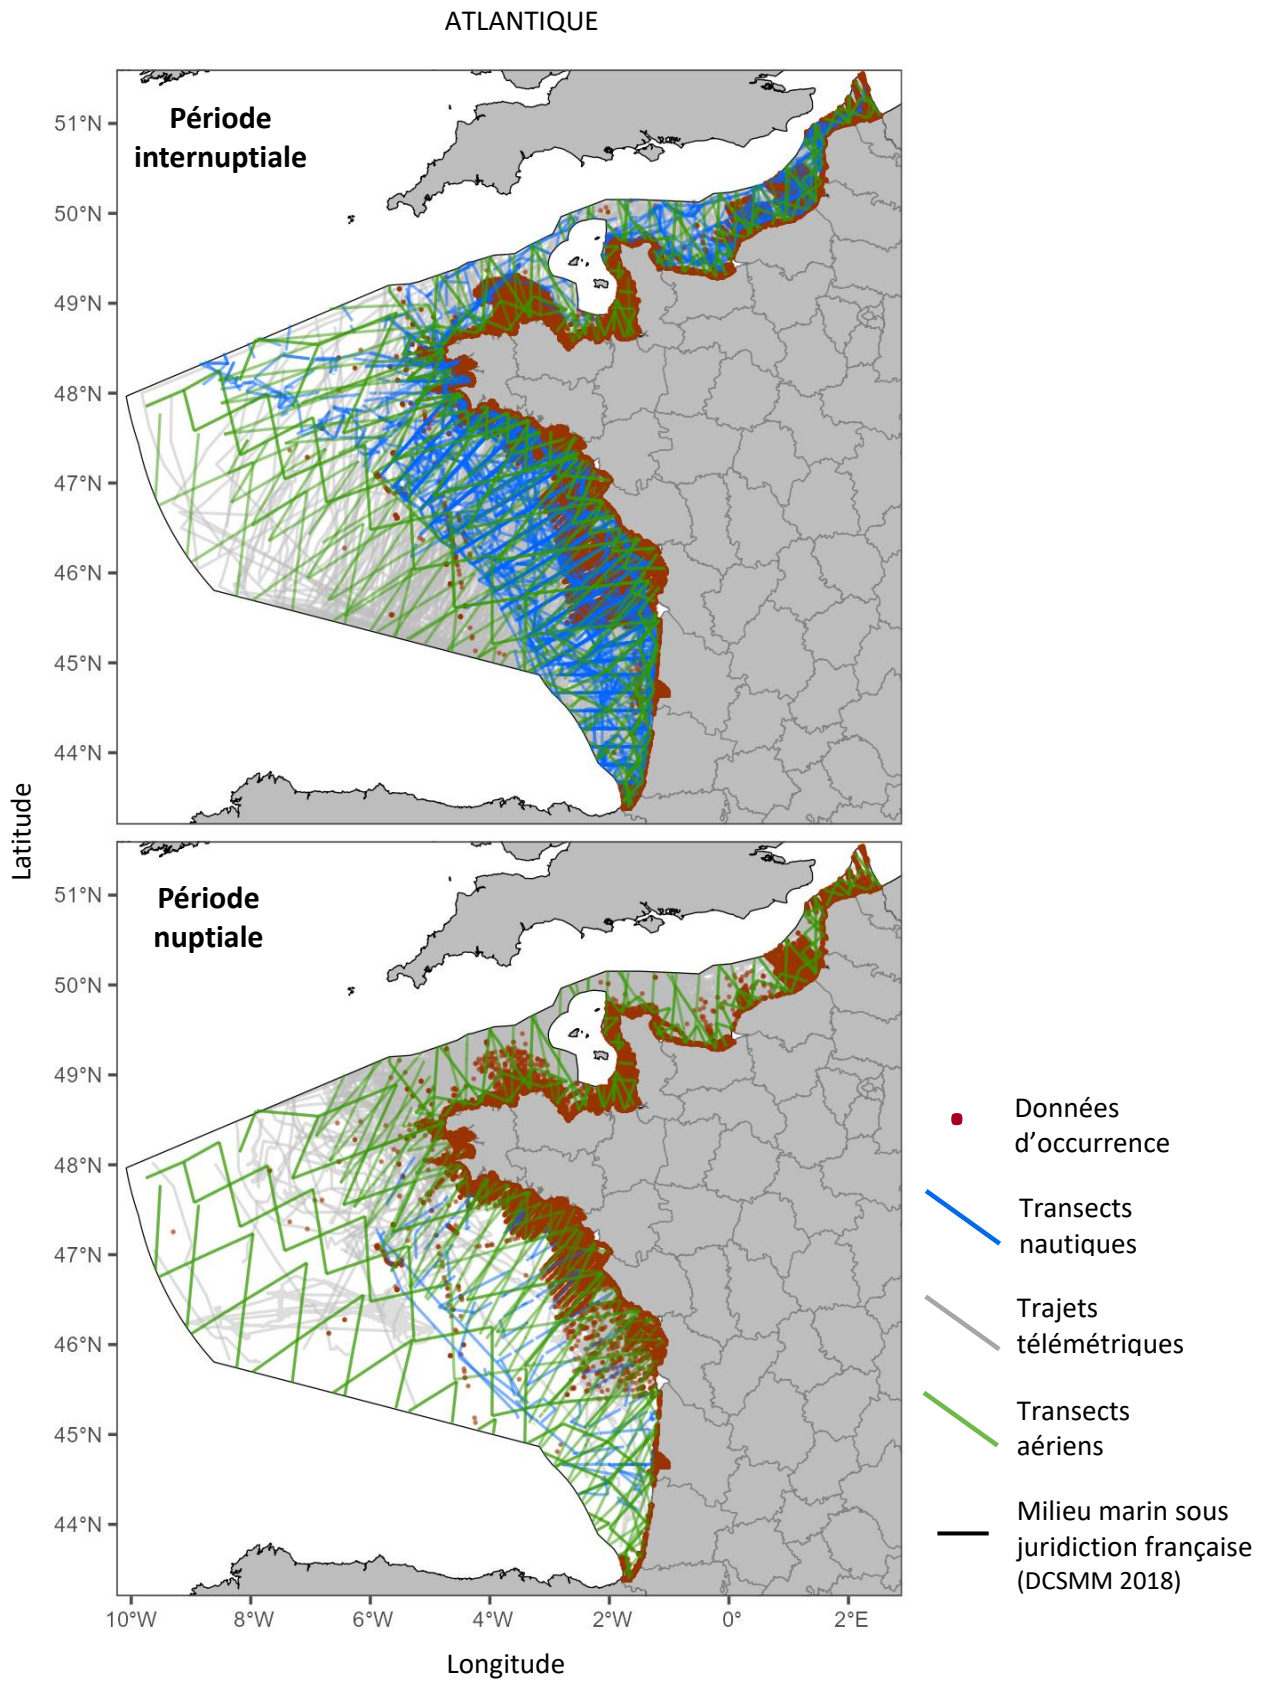 ATLANTIQUE
Période
internuptiale
51°N
50°N
49°N
48°N
47°N
46°N
45°N
44°N
Latitude
Période
nuptiale
51°N
50°N
49°N
48°N
47°N
46°N
45°N
44°N
10°W
8°W
6°W
4°W
2°W
0°
2°E
Longitude
Données
d'occurrence
Transects
nautiques
Trajets
télémétriques
Transects
aériens
Milieu marin sous
juridiction française
(DCSMM 2018)